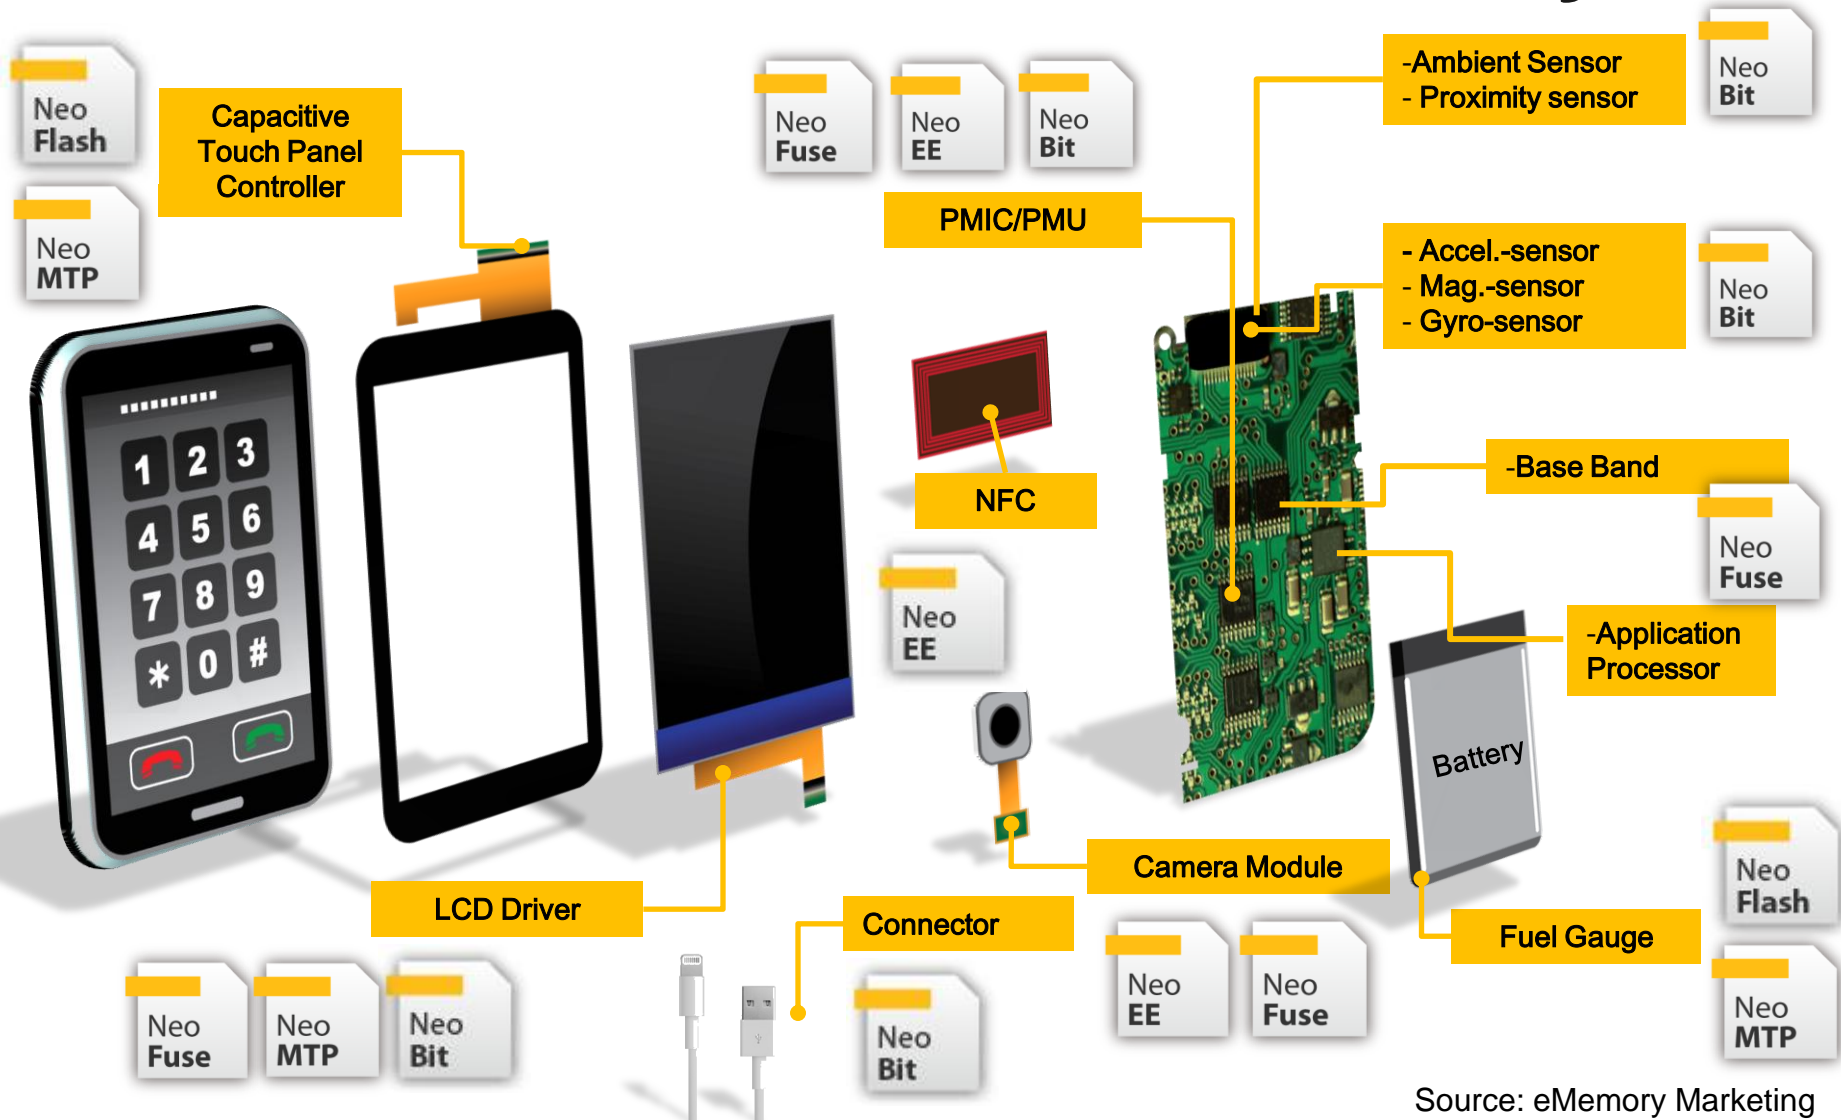 Neo
Flash
Neo
MTP
Capacitive
Touch Panel
Controller
Neo
Fuse
Neo
EE
Neo
Bit
PMIC/PMU
-Ambient Sensor
- Proximity sensor
Neo
Bit
- Accel.-sensor
- Mag.-sensor
- Gyro-sensor
Neo
Bit
1 2 3
4 5 6
7 8 9
* 0 #
NFC
Neo
EE
-Base Band
Neo
Fuse
-Application
Processor
Battery
LCD Driver
Neo
Fuse
Neo
MTP
Neo
Bit
Connector
Neo
Bit
Camera Module
Neo
EE
Neo
Fuse
Fuel Gauge
Neo
Flash
Neo
MTP
Source: eMemory Marketing